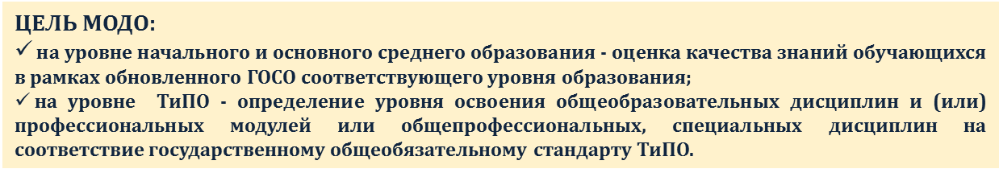 ЦЕЛЬ МОДО:
✓ на уровне начального и основного среднего образования - оценка качества знаний обучающихся
в рамках обновленного ГОСО соответствующего уровня образования;
✓ на уровне ТиПО - определение уровня освоения общеобразовательных дисциплин и (или)
профессиональных модулей или общепрофессиональных, специальных дисциплин на
соответствие государственному общеобязательному стандарту ТиПО.